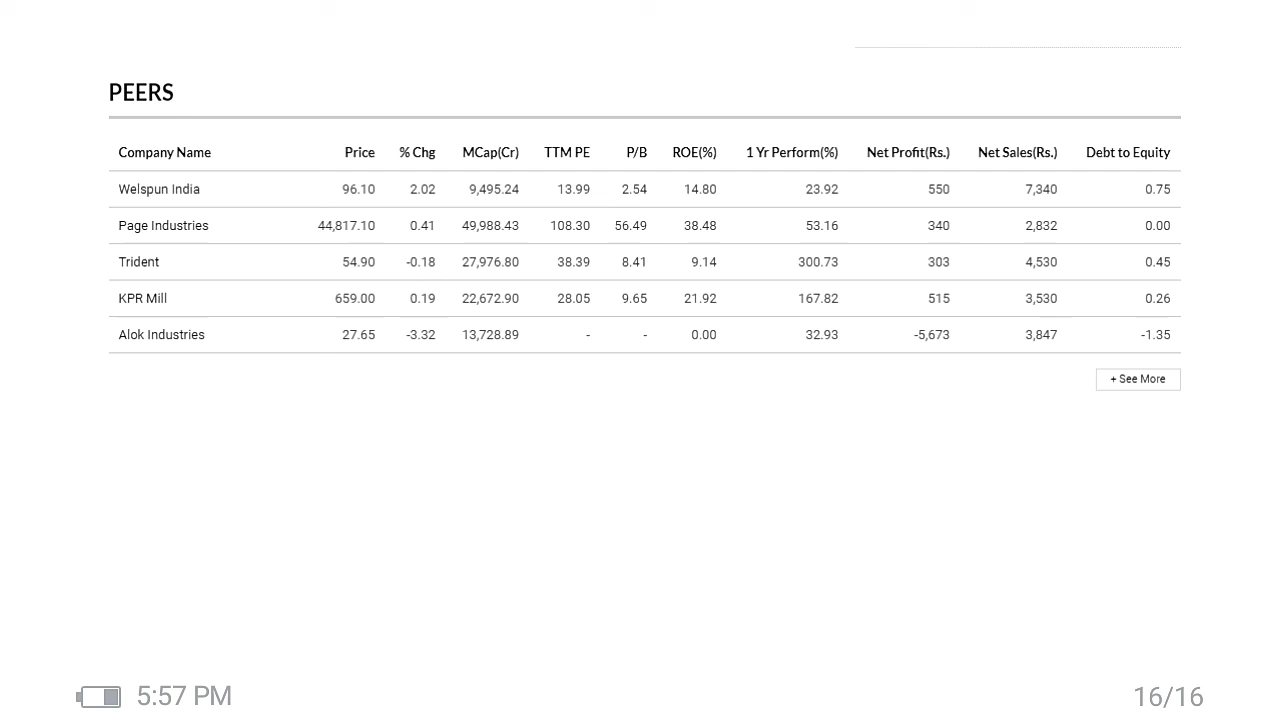 PEERS
Company Name Price % Chg MCap(Cr) TTM PE P/B ROE(%) 1 Yr Perform(%) Net Profit(Rs.) Net Sales(Rs.) Debt to Equity
Welspun India 96.10 2.02 9,495.24 13.99 2.54 14.80 23.92 550 7,340 0.75
Page Industries 44,817.10 0.41 49,988.43 108.30 56.49 38.48 53.16 340 2,832 0.00
Trident 54.90 -0.18 27,976.80 38.39 8.41 9.14 300.73 303 4,530 0.45
KPR Mill 659.00 0.19 22,672.90 28.05 9.65 21.92 167.82 515 3,530 0.26
Alok Industries 27.65 -3.32 13,728.89 - - 0.00 32.93 -5,673 3,847 -1.35
+ See More
5:57 PM 16/16